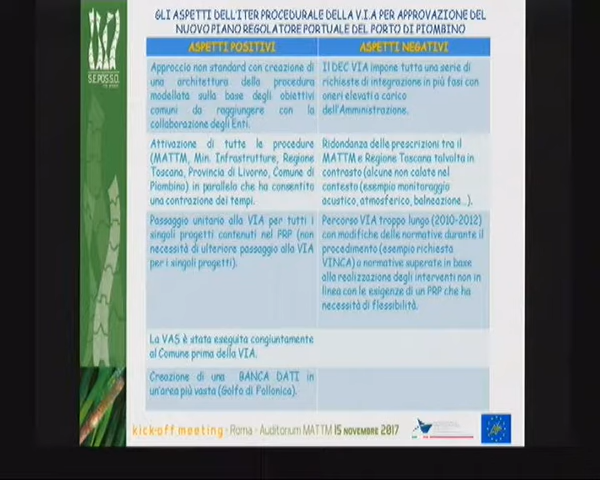 GLI ASPETTI DELL'ITER PROCEDURALE DELLA V.I.A PER APPROVAZIONE DEL
NUOVO PIANO REGOLATORE PORTUALE DEL PORTO DI PIOMBINO
S.E.POS.SO.
ASPETTI POSITIVI
Approccio non standard con creazione di
una architettura della procedura
modellata sulla base degli obiettivi
comuni da raggiungere con la
collaborazione degli Enti.
ASPETTI NEGATIVI
Il DEC VIA impone tutta una serie di
richieste di integrazione in più fasi con
oneri elevati a carico
dell'Amministrazione.
Attivazione di tutte le procedure
(MATTM, Min. Infrastrutture, Regione
Toscana, Provincia di Livorno, Comune di
Piombino) in parallelo che ha consentito
una contrazione dei tempi.
Ridondanza delle prescrizioni tra il
MATTM e Regione Toscana talvolta in
contrasto (alcune non calate nel
contesto (esempio monitoraggio
acustico, atmosferico, balneazione...).
Passaggio unitario alla VIA per tutti i
singoli progetti contenuti nel PRP (non
necessità di ulteriore passaggio alla VIA
per i singoli progetti).
Percorso VIA troppo lungo (2010-2012)
con modifiche delle normative durante il
procedimento (esempio richiesta
VINCA) o normative superate in base
alla realizzazione degli interventi non in
linea con le esigenze di un PRP che ha
necessità di flessibilità.
La VAS è stata eseguita congiuntamente
al Comune prima della VIA.
Creazione di una BANCA DATI in
un'area più vasta (Golfo di Follonica).
kick-off meeting - Roma - Auditorium MATTM 15 NOVEMBRE 2017
Life